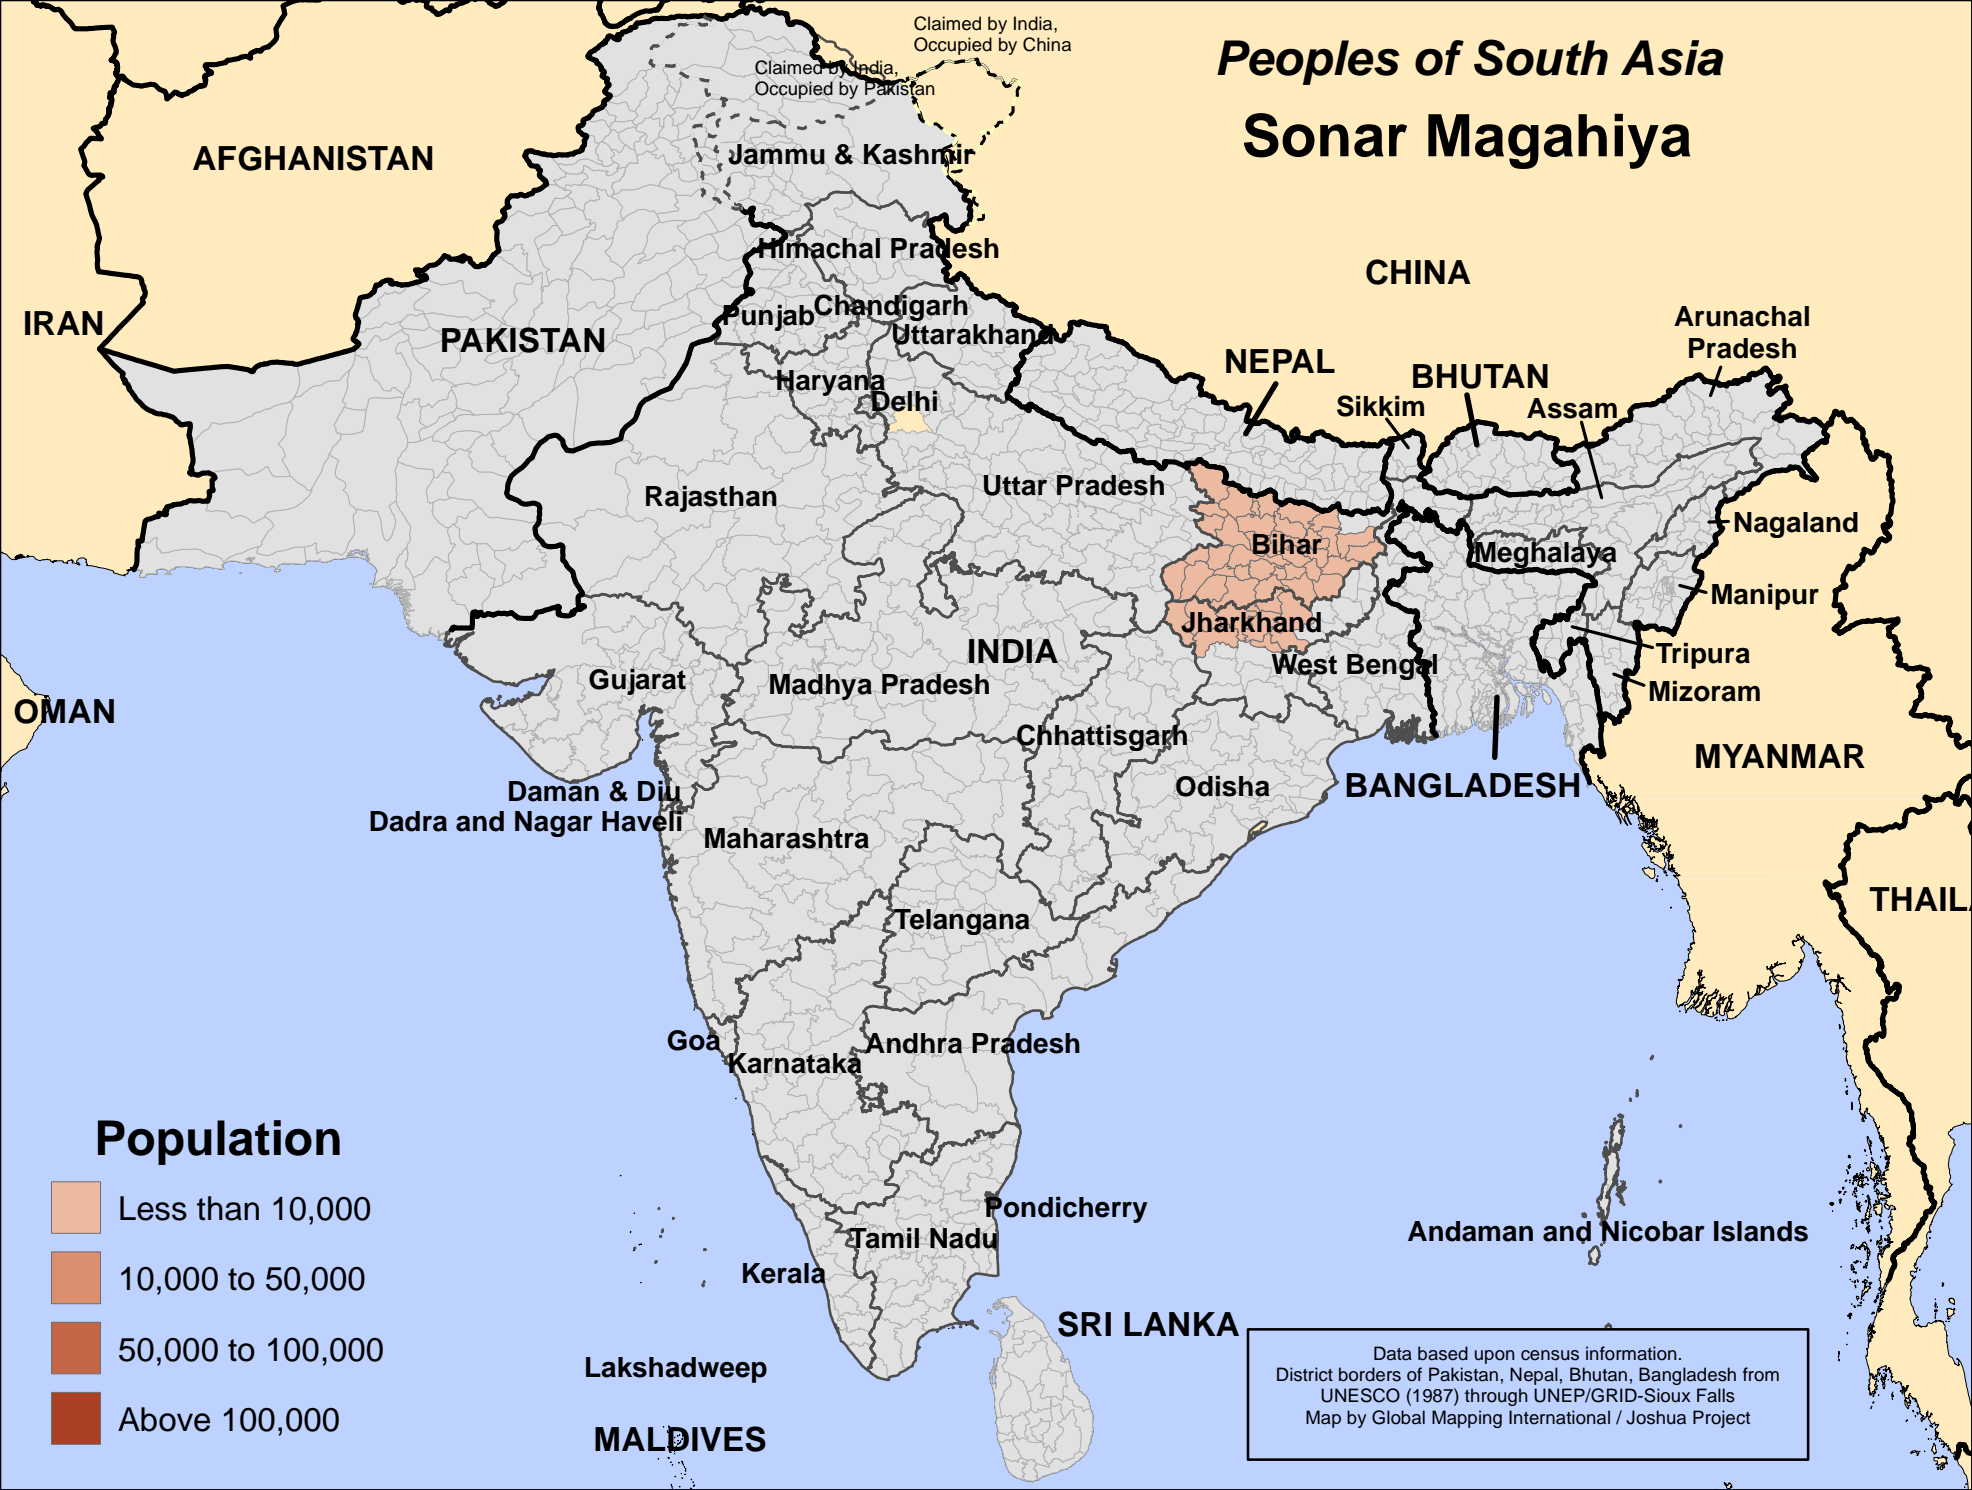 Claimed by India,
Occupied by China
Peoples of South Asia
Claimed by India,
Occupied by Pakistan
Sonar Magahiya
AFGHANISTAN
Jammu & Kashmir
Himachal Pradesh
CHINA
IRAN
Punjab
Chandigarh
Uttarakhand
PAKISTAN
Arunachal
Pradesh
NEPAL
BHUTAN
Haryana
Delhi
Sikkim
Assam
Rajasthan
Uttar Pradesh
Nagaland
Bihar
Meghalaya
Manipur
Jharkhand
INDIA
Tripura
West Bengal
Gujarat
Madhya Pradesh
Mizoram
OMAN
Chhattisgarh
MYANMAR
Odisha
BANGLADESH
Daman & Diu
Dadra and Nagar Haveli
Maharashtra
THAIL
Telangana
Goa
Andhra Pradesh
Karnataka
Population
Less than 10,000
10,000 to 50,000
50,000 to 100,000
Above 100,000
Pondicherry
Tamil Nadu
Andaman and Nicobar Islands
Kerala
SRI LANKA
Lakshadweep
MALDIVES
Data based upon census information.
District borders of Pakistan, Nepal, Bhutan, Bangladesh from
UNESCO (1987) through UNEP/GRID-Sioux Falls
Map by Global Mapping International / Joshua Project